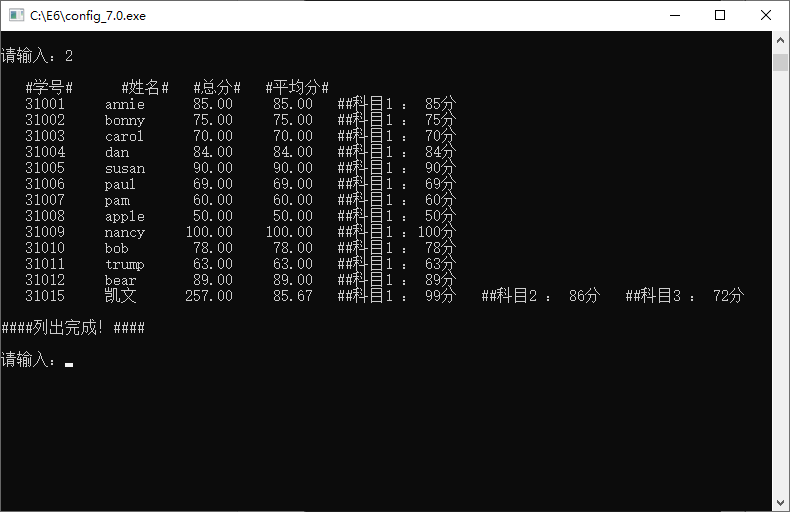 C:\E6\config_7.0.exe
请输入：2
#学号# #姓名# #总分# #平均分#
31001 annie 85.00 85.00 ##科目1 ： 85分
31002 bonny 75.00 75.00 ##科目1 ： 75分
31003 carol 70.00 70.00 ##科目1 ： 70分
31004 dan 84.00 84.00 ##科目1 ： 84分
31005 susan 90.00 90.00 ##科目1 ： 90分
31006 paul 69.00 69.00 ##科目1 ： 69分
31007 pam 60.00 60.00 ##科目1 ： 60分
31008 apple 50.00 50.00 ##科目1 ： 50分
31009 nancy 100.00 100.00 ##科目1 ： 100分
31010 bob 78.00 78.00 ##科目1 ： 78分
31011 trump 63.00 63.00 ##科目1 ： 63分
31012 bear 89.00 89.00 ##科目1 ： 89分
31015 凯文 257.00 85.67 ##科目1 ： 99分 ##科目2 ： 86分 ##科目3 ： 72分
####列出完成！####
请输入：